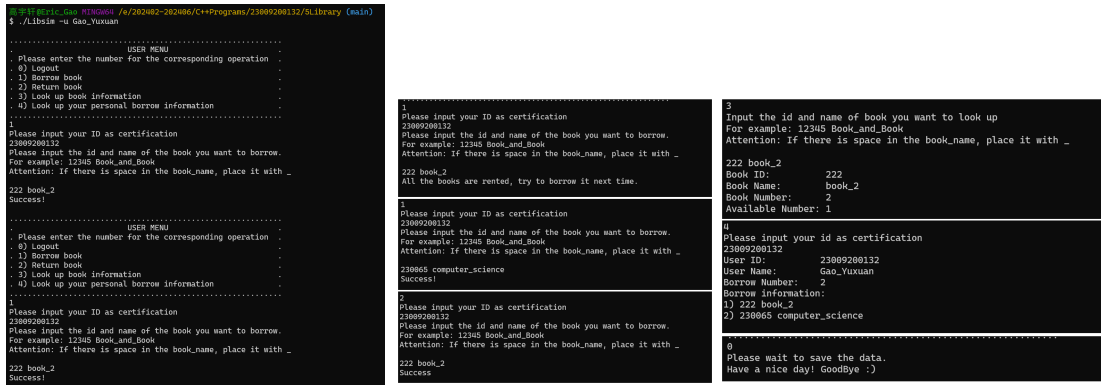 高宇轩@Eric_Gao MINGW64 /e/202402-202406/C++Programs/23009200132/5Library (main)
$ ./Libsim -u Gao_Yuxuan
...........................................................
. USER MENU .
. Please enter the number for the corresponding operation .
. 0) Logout .
. 1) Borrow book .
. 2) Return book .
. 3) Look up book information .
. 4) Look up your personal borrow information .
...........................................................
1
Please input your ID as certification
23009200132
Please input the id and name of the book you want to borrow.
For example: 12345 Book_and_Book
Attention: If there is space in the book_name, place it with _
222 book_2
Success!
...........................................................
. USER MENU .
. Please enter the number for the corresponding operation .
. 0) Logout .
. 1) Borrow book .
. 2) Return book .
. 3) Look up book information .
. 4) Look up your personal borrow information .
...........................................................
1
Please input your ID as certification
23009200132
Please input the id and name of the book you want to borrow.
For example: 12345 Book_and_Book
Attention: If there is space in the book_name, place it with _
222 book_2
Success!
1
Please input your ID as certification
23009200132
Please input the id and name of the book you want to borrow.
For example: 12345 Book_and_Book
Attention: If there is space in the book_name, place it with _
222 book_2
All the books are rented, try to borrow it next time.
1
Please input your ID as certification
23009200132
Please input the id and name of the book you want to borrow.
For example: 12345 Book_and_Book
Attention: If there is space in the book_name, place it with _
230065 computer_science
Success!
2
Please input your ID as certification
23009200132
Please input the id and name of the book you want to borrow.
For example: 12345 Book_and_Book
Attention: If there is space in the book_name, place it with _
222 book_2
Success
3
Input the id and name of book you want to look up
For example: 12345 Book_and_Book
Attention: If there is space in the book_name, place it with _
222 book_2
Book ID: 222
Book Name: book_2
Book Number: 2
Available Number: 1
4
Please input your id as certification
23009200132
User ID: 23009200132
User Name: Gao_Yuxuan
Borrow Number: 2
Borrow information:
1) 222 book_2
2) 230065 computer_science
0
Please wait to save the data.
Have a nice day! GoodBye :)